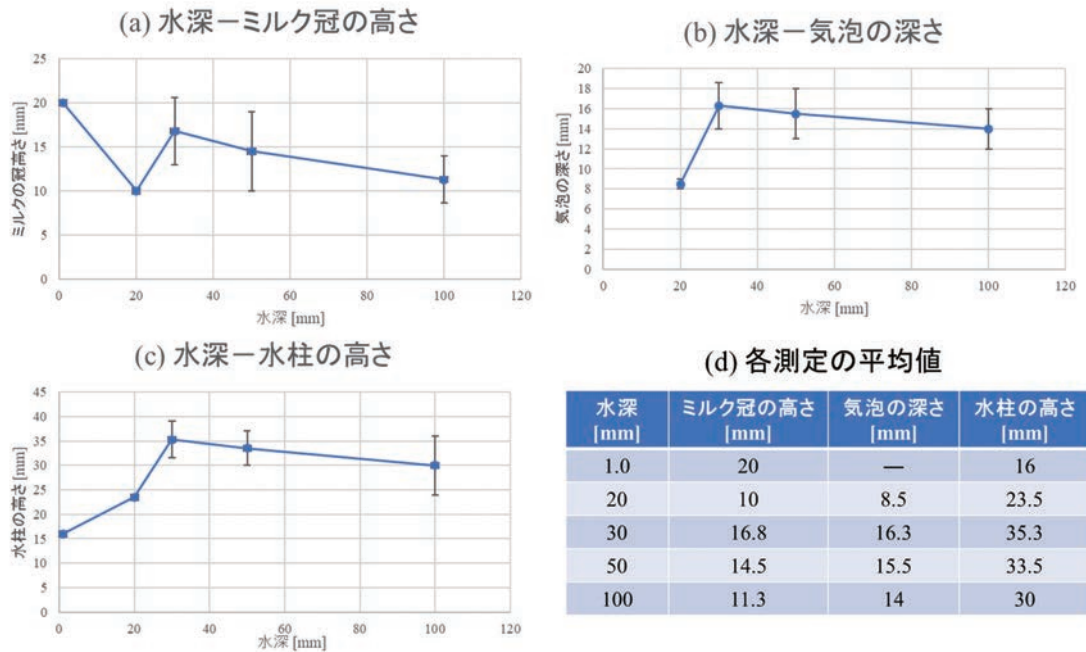 (a) 水深－ミルク冠の高さ
25
20
15
10
5
0
0 20 40 60 80 100 120
ミルクの冠高さ [mm]
水深 [mm]
(b) 水深－気泡の深さ
20
18
16
14
12
10
8
6
4
2
0
0 20 40 60 80 100 120
気泡の深さ [mm]
水深 [mm]
(c) 水深－水柱の高さ
45
40
35
30
25
20
15
10
5
0
0 20 40 60 80 100 120
水柱の高さ [mm]
水深 [mm]
(d) 各測定の平均値
水深 ミルク冠の高さ 気泡の深さ 水柱の高さ
[mm] [mm] [mm] [mm]
1.0 20 — 16
20 10 8.5 23.5
30 16.8 16.3 35.3
50 14.5 15.5 33.5
100 11.3 14 30